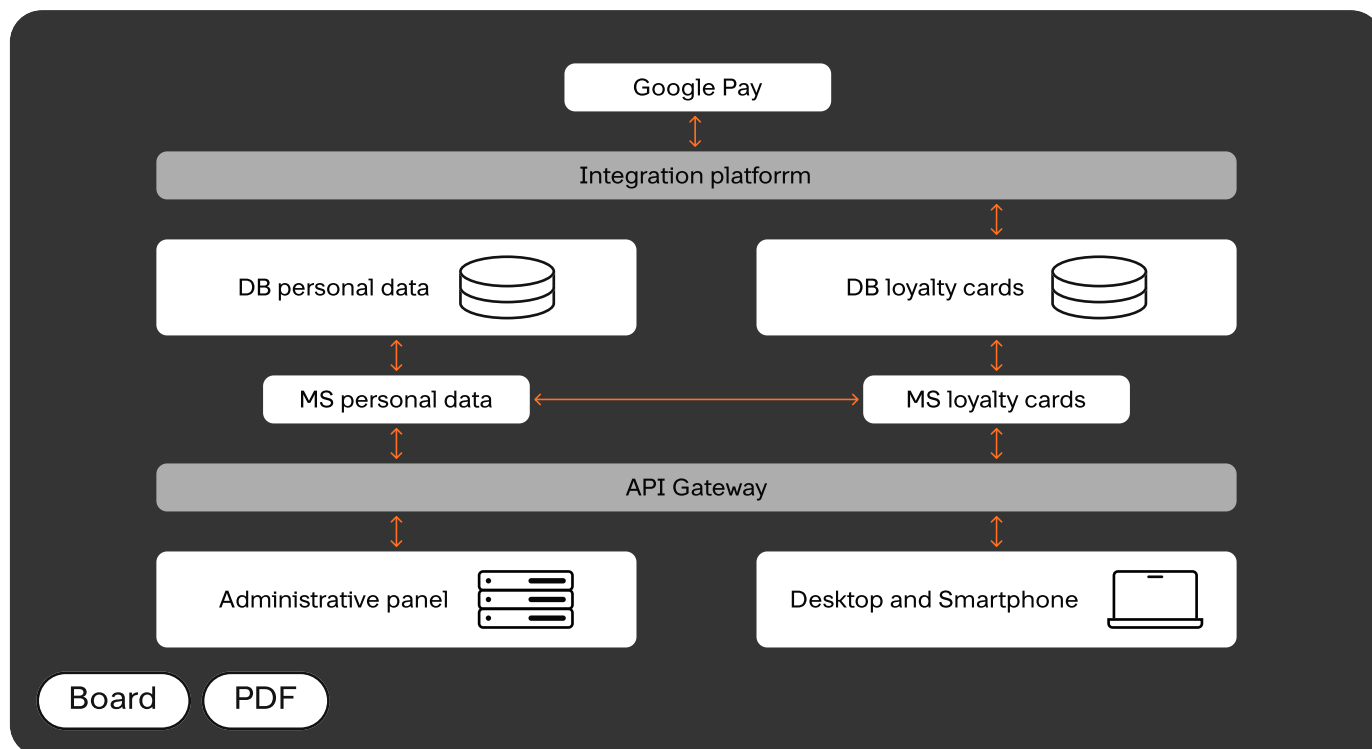 Google Pay
Integration platforrm
DB personal data
DB loyalty cards
MS personal data
MS loyalty cards
API Gateway
Administrative panel
Desktop and Smartphone
Board
PDF